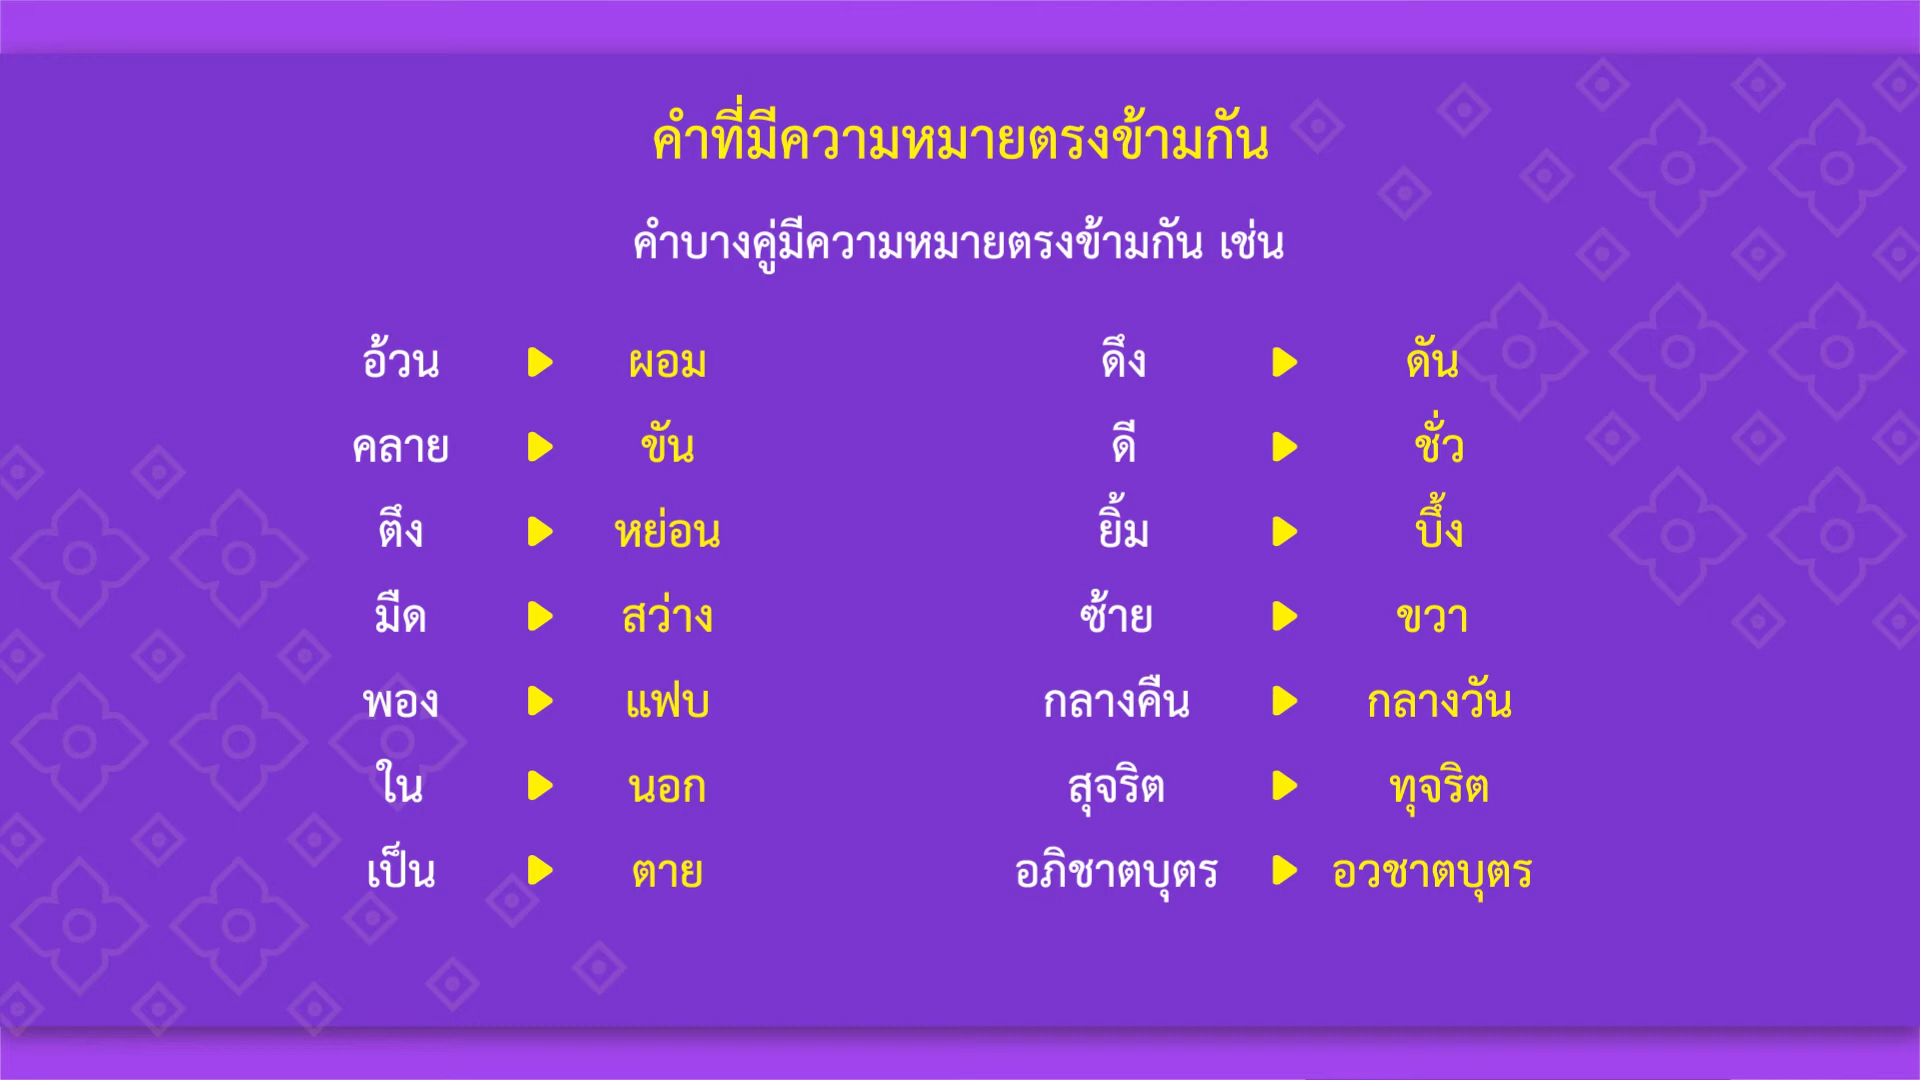 คำที่มีความหมายตรงข้ามกัน
คำบางคู่มีความหมายตรงข้ามกัน เช่น
อ้วน ผอม
คลาย ขัน
ตึง หย่อน
มืด สว่าง
พอง แฟบ
ใน นอก
เป็น ตาย
ดึง ดัน
ดี ชั่ว
ยิ้ม บึ้ง
ซ้าย ขวา
กลางคืน กลางวัน
สุจริต ทุจริต
อภิชาตบุตร อวชาตบุตร